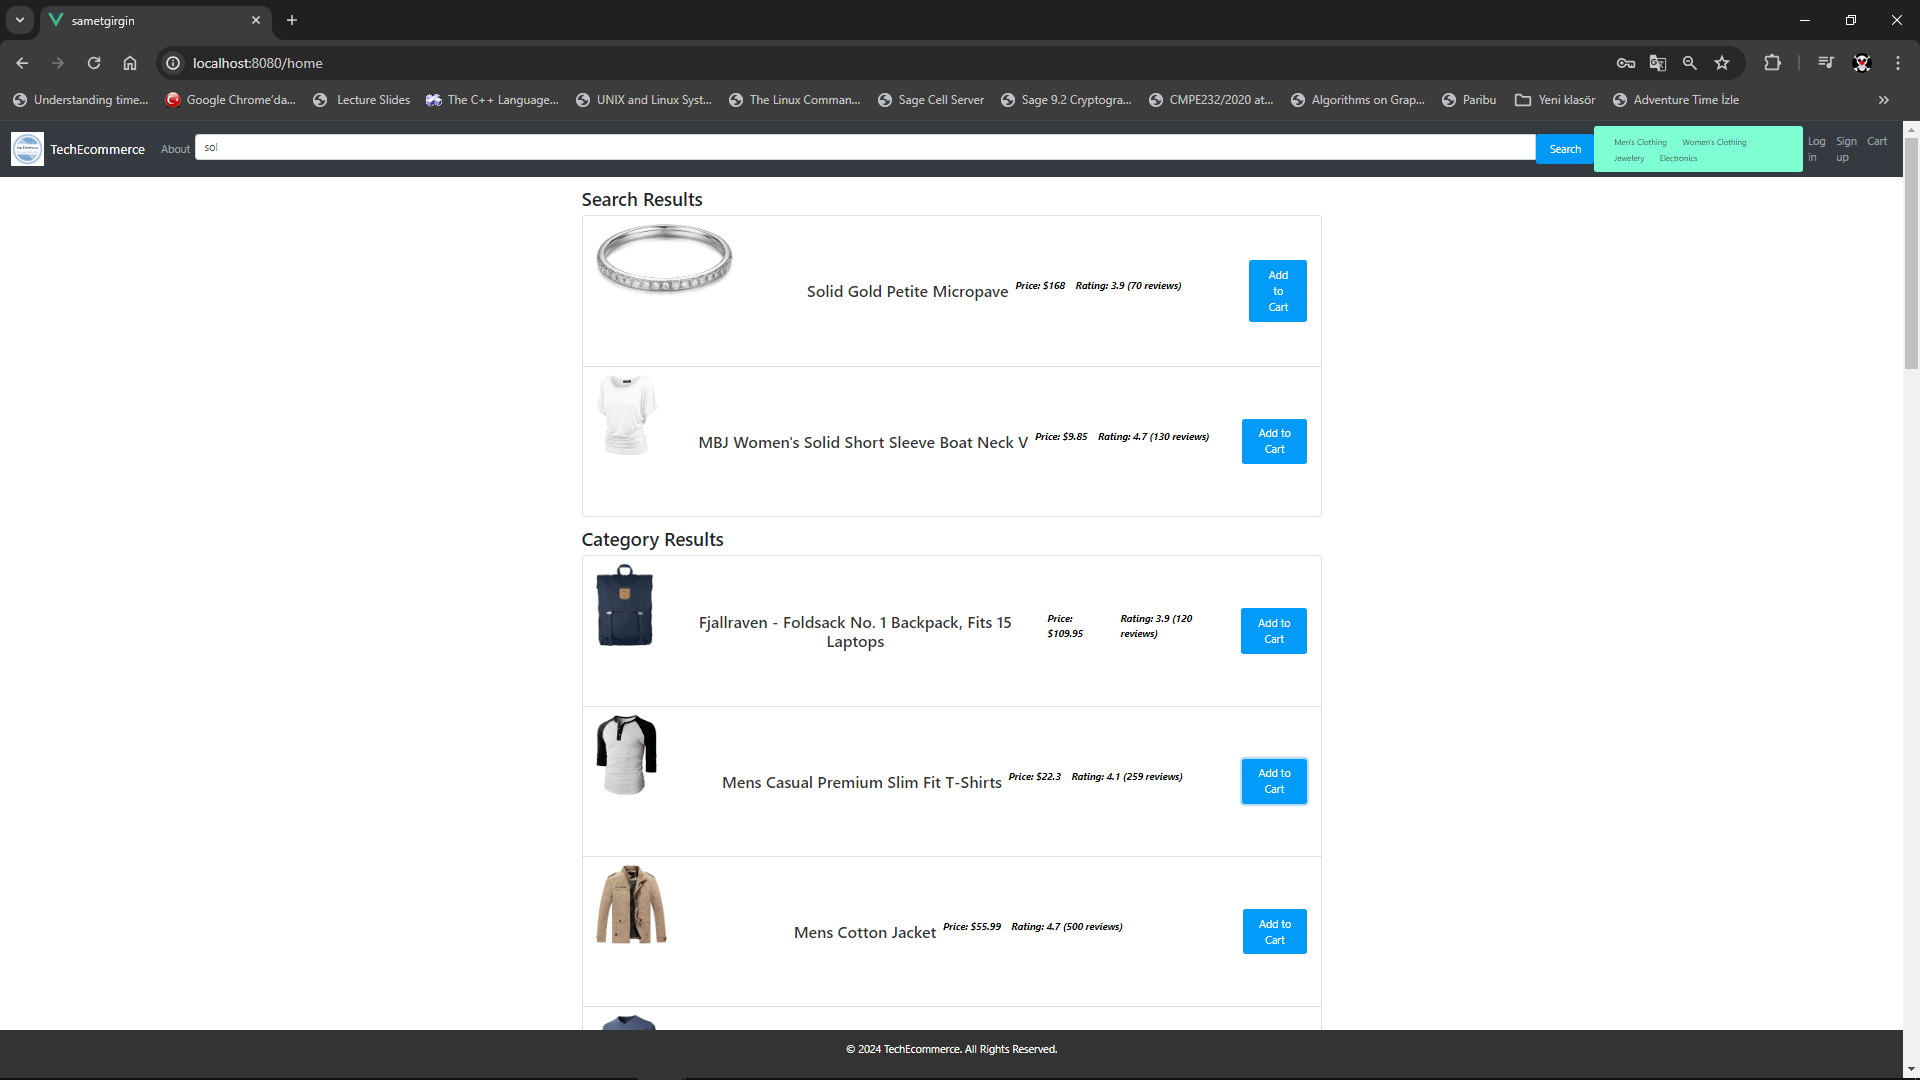 sametgirgin
localhost:8080/home
Understanding time... Google Chrome'da... Lecture Slides The C++ Language... UNIX and Linux Syst... The Linux Comman... Sage Cell Server Sage 9.2 Cryptogra... CMPE232/2020 at... Algorithms on Grap... Paribu Yeni klasör Adventure Time İzle
TechEcommerce About sol Search
Men's Clothing Women's Clothing
Jewelery Electronics
Log in Sign up Cart
Search Results
Solid Gold Petite Micropave Price: $168 Rating: 3.9 (70 reviews)
Add
to
Cart
MBJ Women's Solid Short Sleeve Boat Neck V Price: $9.85 Rating: 4.7 (130 reviews)
Add to
Cart
Category Results
Fjallraven - Foldsack No. 1 Backpack, Fits 15
Laptops
Price:
$109.95
Rating: 3.9 (120
reviews)
Add to
Cart
Mens Casual Premium Slim Fit T-Shirts Price: $22.3 Rating: 4.1 (259 reviews)
Add to
Cart
Mens Cotton Jacket Price: $55.99 Rating: 4.7 (500 reviews)
Add to
Cart
© 2024 TechEcommerce. All Rights Reserved.